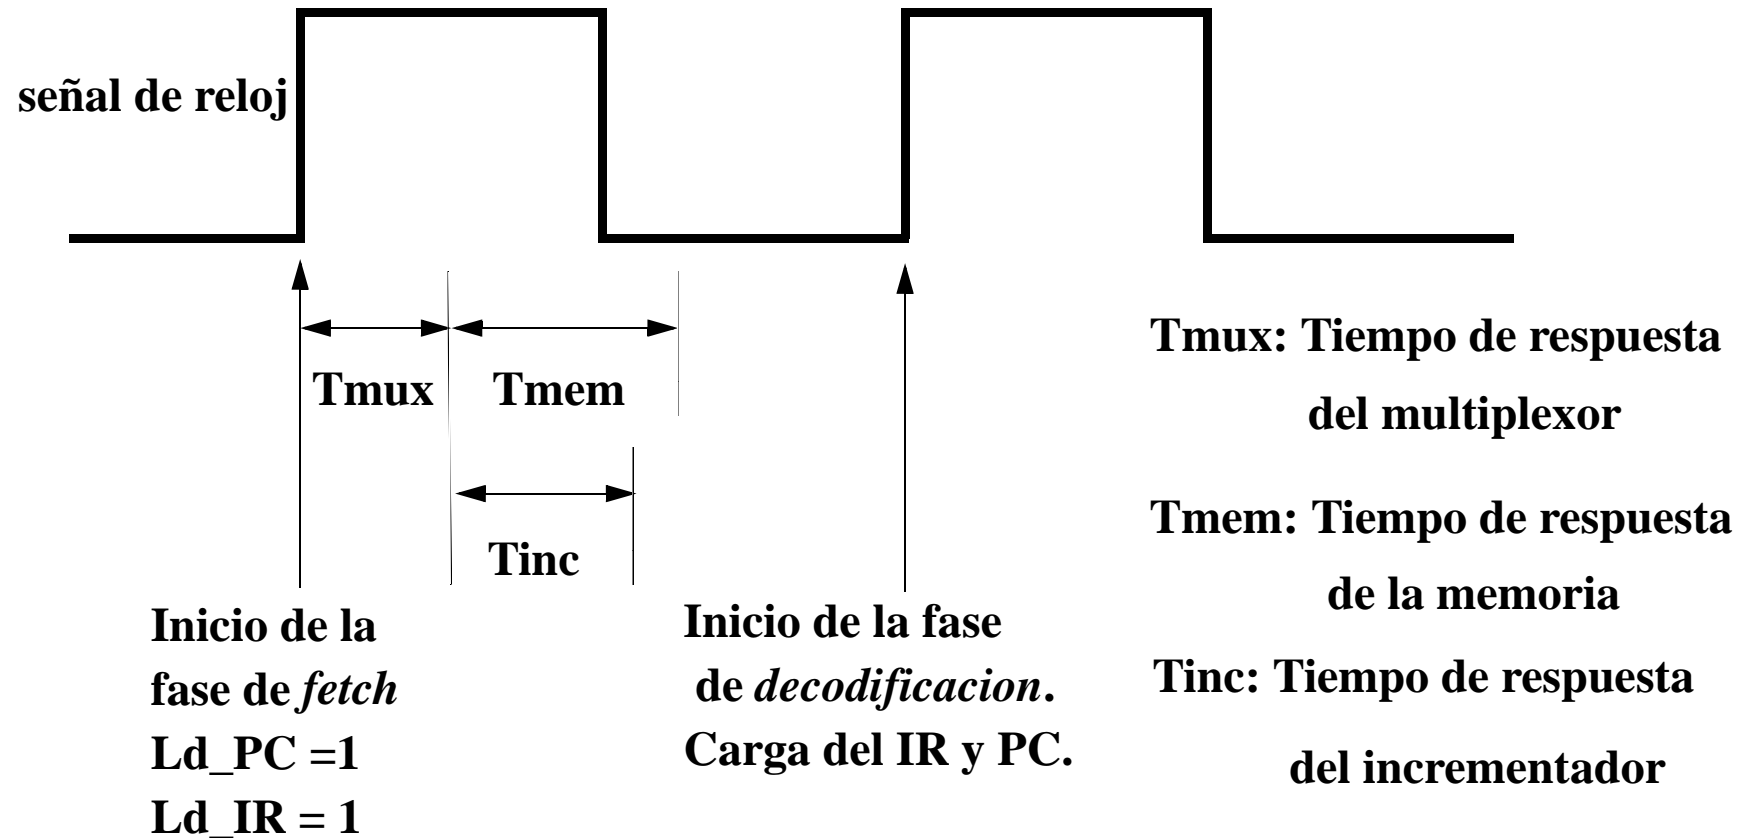 señal de reloj
Tmux
Tmem
Tinc
Inicio de la
fase de fetch
Ld_PC =1
Ld_IR = 1
Inicio de la fase
de decodificacion.
Carga del IR y PC.
Tmux: Tiempo de respuesta
del multiplexor
Tmem: Tiempo de respuesta
de la memoria
Tinc: Tiempo de respuesta
del incrementador